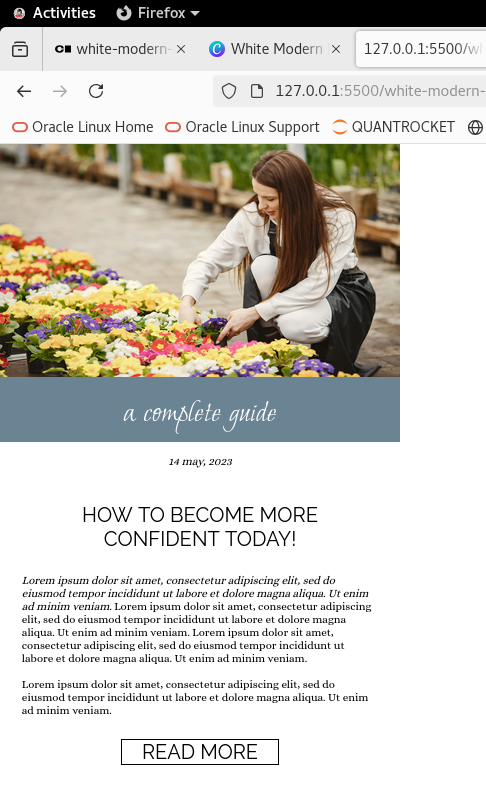 Activities Firefox
white-modern- White Modern 127.0.0.1:5500/w
127.0.0.1:5500/white-modern-
Oracle Linux Home Oracle Linux Support QUANTROCKET
a complete guide
14 may, 2023
HOW TO BECOME MORE
CONFIDENT TODAY!
Lorem ipsum dolor sit amet, consectetur adipiscing elit, sed do
eiusmod tempor incididunt ut labore et dolore magna aliqua. Ut enim
ad minim veniam. Lorem ipsum dolor sit amet, consectetur adipiscing
elit, sed do eiusmod tempor incididunt ut labore et dolore magna
aliqua. Ut enim ad minim veniam. Lorem ipsum dolor sit amet,
consectetur adipiscing elit, sed do eiusmod tempor incididunt ut
labore et dolore magna aliqua. Ut enim ad minim veniam.
Lorem ipsum dolor sit amet, consectetur adipiscing elit, sed do
eiusmod tempor incididunt ut labore et dolore magna aliqua. Ut enim
ad minim veniam.
READ MORE